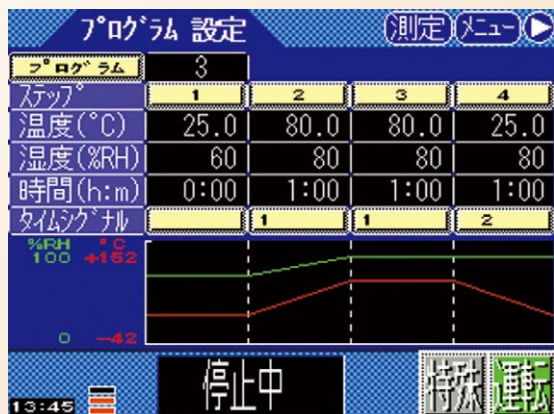 プログラム 設定 測定 メニュー
プログラム 3
ステップ 1 2 3 4
温度(°C) 25.0 80.0 80.0 25.0
湿度(%RH) 60 80 80 80
時間(h:m) 0:00 1:00 1:00 1:00
タイムシグナル 1 1 2
%RH °C
100 +152
0 -42
13:45 停止中 特殊 運転